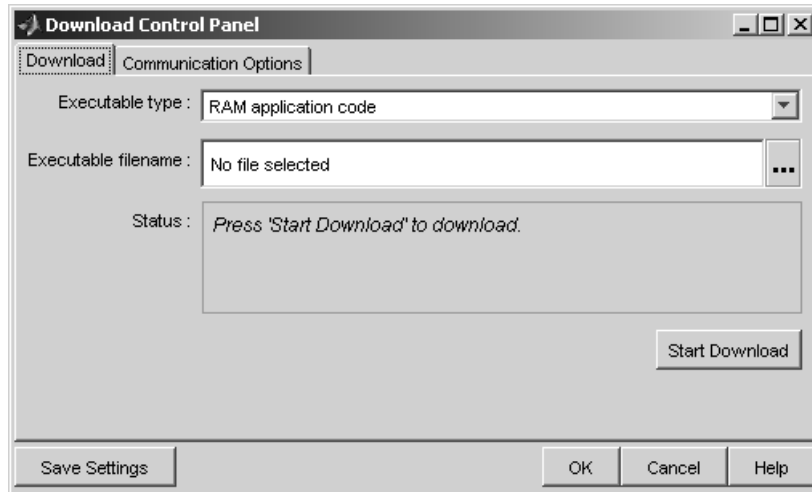 Download Control Panel
Download Communication Options
Executable type : RAM application code
Executable filename : No file selected ...
Status : Press 'Start Download' to download.
Start Download
Save Settings OK Cancel Help